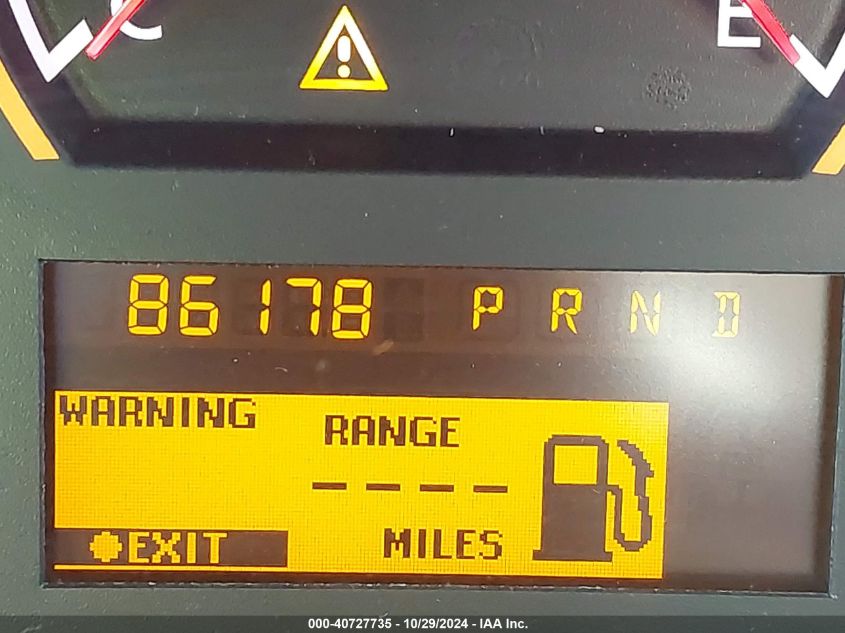 C
E
86178 P R N D
WARNING
RANGE
----
MILES
EXIT
000-40727735 - 10/29/2024 - IAA Inc.